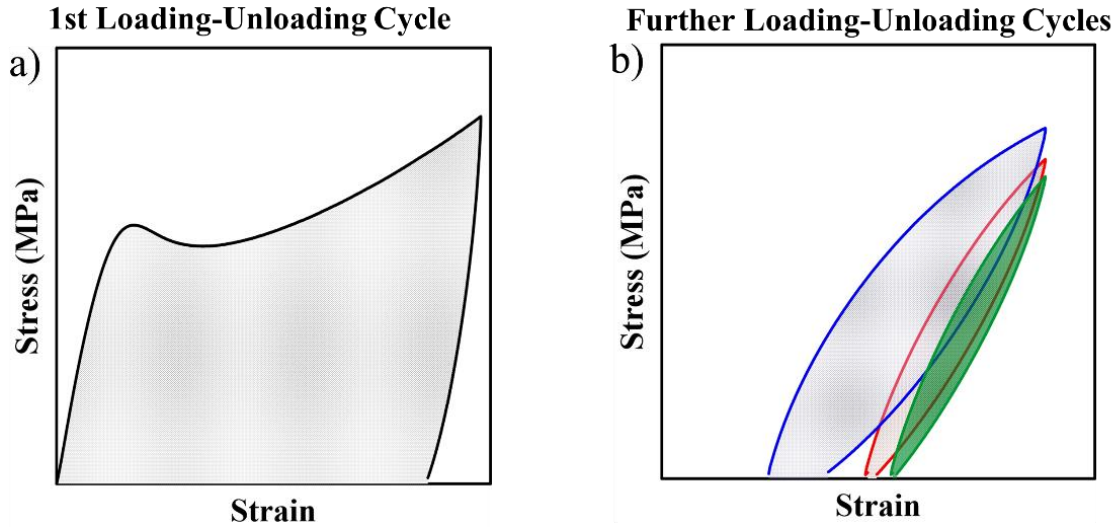 1st Loading-Unloading Cycle
a)
Stress (MPa)
Strain
Further Loading-Unloading Cycles
b)
Stress (MPa)
Strain